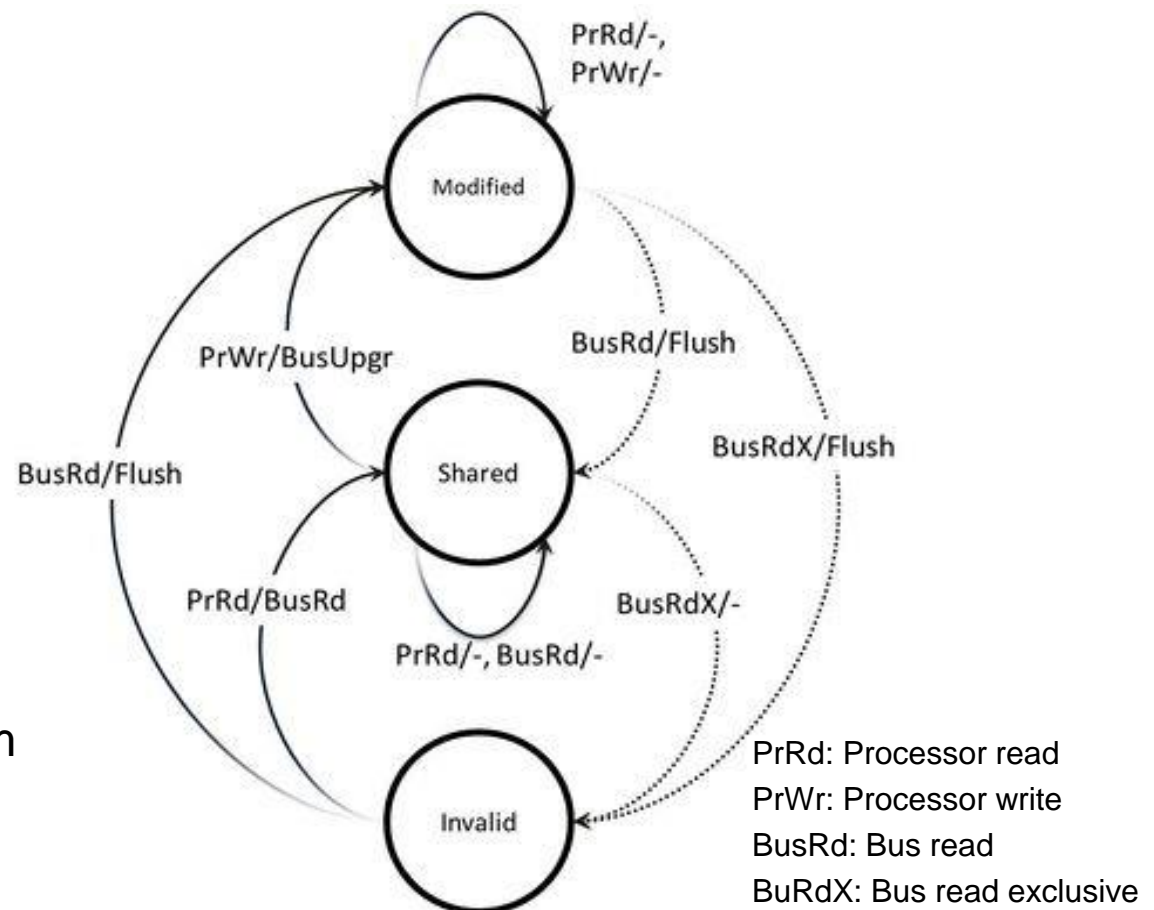 PrRd/-,
PrWr/-
Modified
PrWr/BusUpgr
BusRd/Flush
BusRd/Flush
BusRdX/Flush
Shared
PrRd/BusRd
BusRdX/-
PrRd/-, BusRd/-
n
Invalid
PrRd: Processor read
PrWr: Processor write
BusRd: Bus read
BuRdX: Bus read exclusive